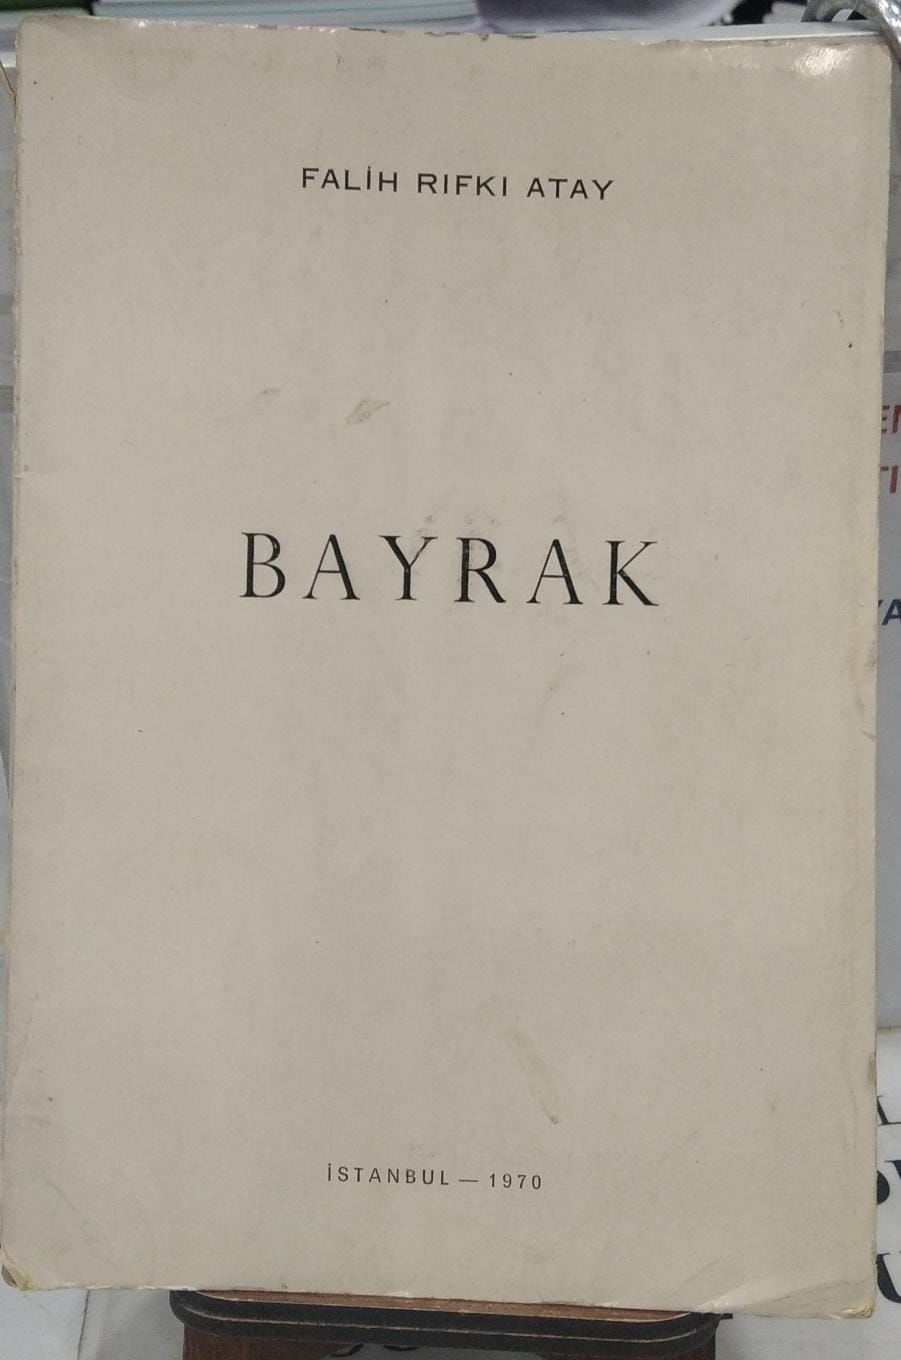 FALİH RIFKI ATAY
BAYRAK
İSTANBUL — 1970